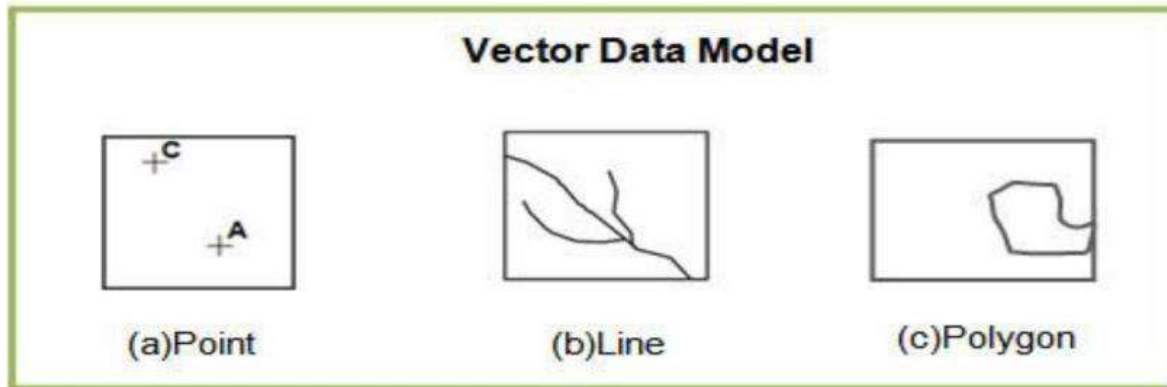 Vector Data Model
C
A
(a)Point
(b)Line
(c)Polygon